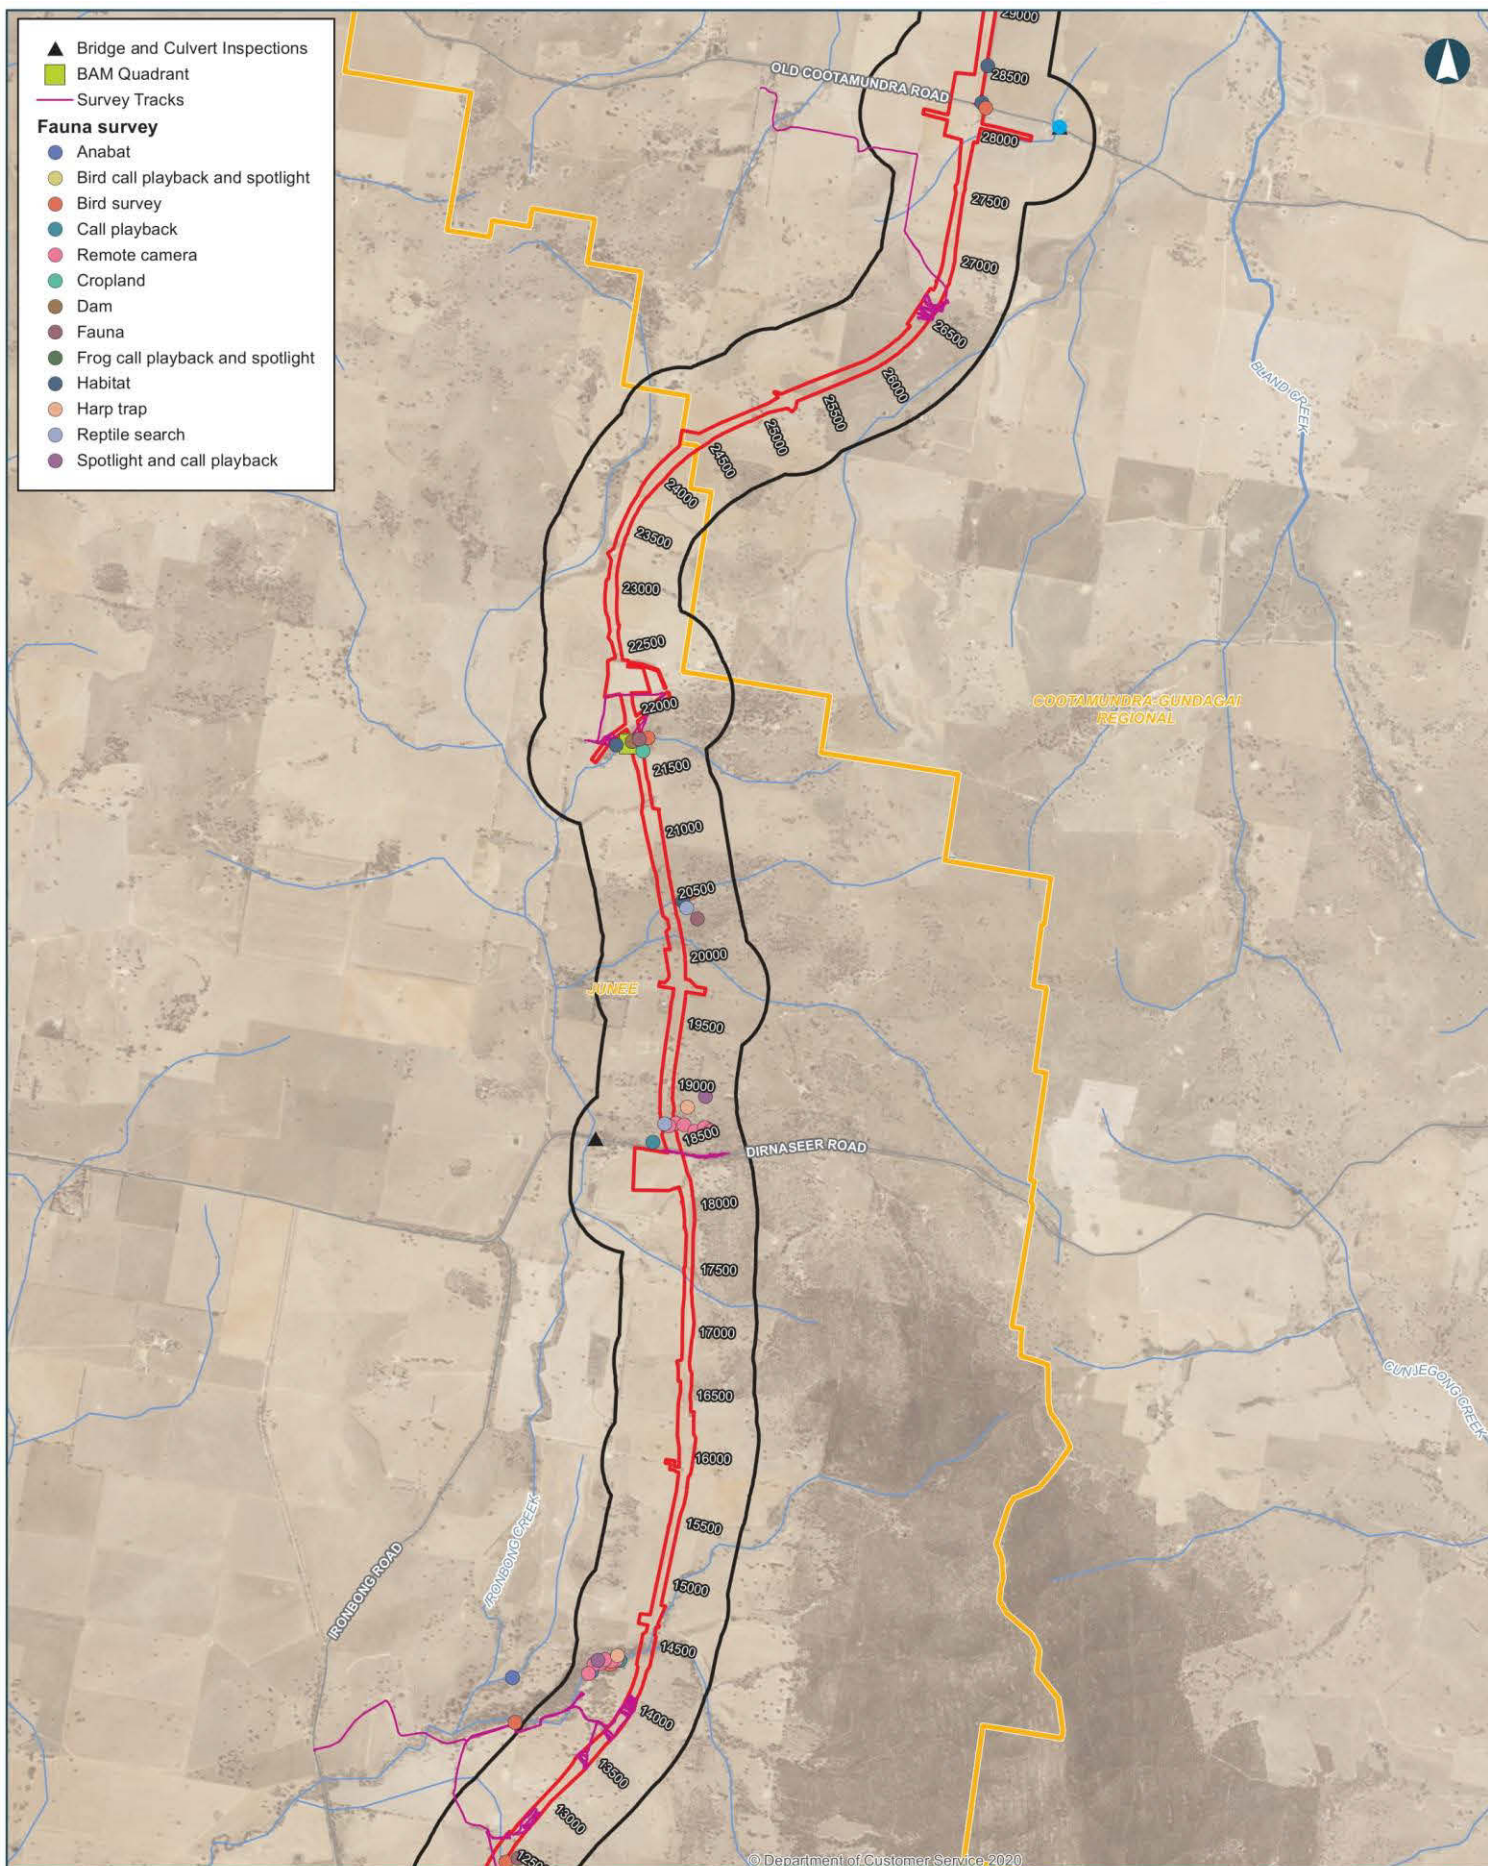 Bridge and Culvert Inspections
BAM Quadrant
Survey Tracks
Fauna survey
Anabat
Bird call playback and spotlight
Bird survey
Call playback
Remote camera
Cropland
Dam
Fauna
Frog call playback and spotlight
Habitat
Harp trap
Reptile search
Spotlight and call playback
29000
28500
OLD COOTAMUNDRA ROAD
28000
27500
27000
26500
26000
25500
25000
24500
24000
23500
23000
22500
22000
21500
21000
20500
20000
19500
19000
18500
18000
17500
17000
16500
16000
15500
15000
14500
14000
13500
13000
BLAND CREEK
COOTAMUNDRA-GUNDAGAI
REGIONAL
JUNEE
DIRNASEER ROAD
CUNJEGONG CREEK
IRONBONG CREEK
IRONBONG ROAD
© Department of Customer Service 2020